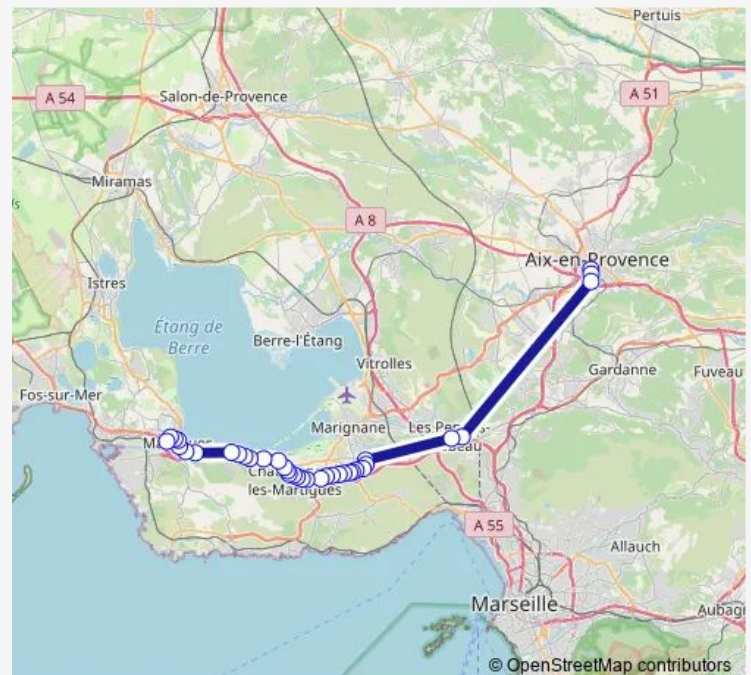 Pertuis
A 54
Salon-de-Provence
A 51
Miramas
A 8
Aix-en-Provence
Istres
Étang de
Berre
Berre-l'Étang
Vitrolles
Gardanne
Fuveau
Fos-sur-Mer
Marignane
Les Pe
les-Martigues
A 55
Allauch
Marseille
Aubag
© OpenStreetMap contributors